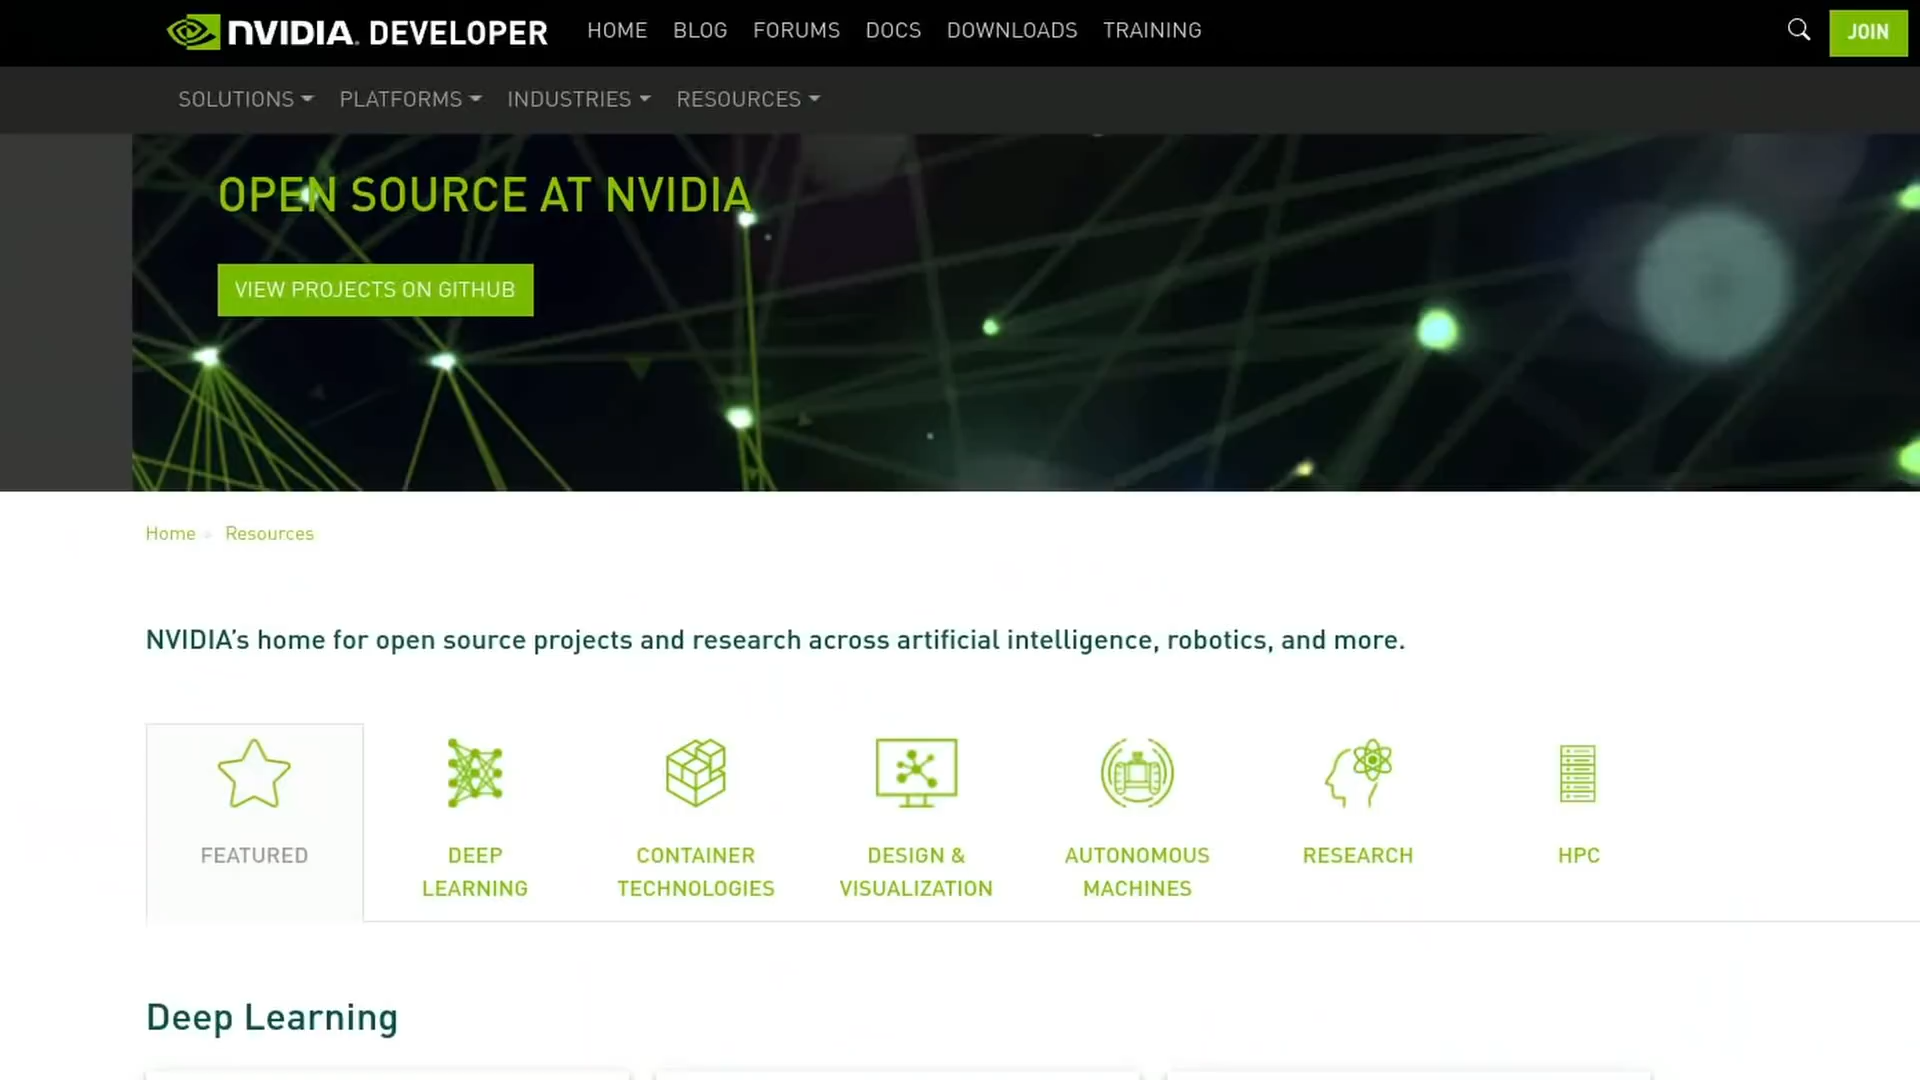 NVIDIA. DEVELOPER HOME BLOG FORUMS DOCS DOWNLOADS TRAINING JOIN
SOLUTIONS PLATFORMS INDUSTRIES RESOURCES
OPEN SOURCE AT NVIDIA
VIEW PROJECTS ON GITHUB
Home Resources
NVIDIA's home for open source projects and research across artificial intelligence, robotics, and more.
FEATURED
DEEP
LEARNING
CONTAINER
TECHNOLOGIES
DESIGN &
VISUALIZATION
AUTONOMOUS
MACHINES
RESEARCH
HPC
Deep Learning